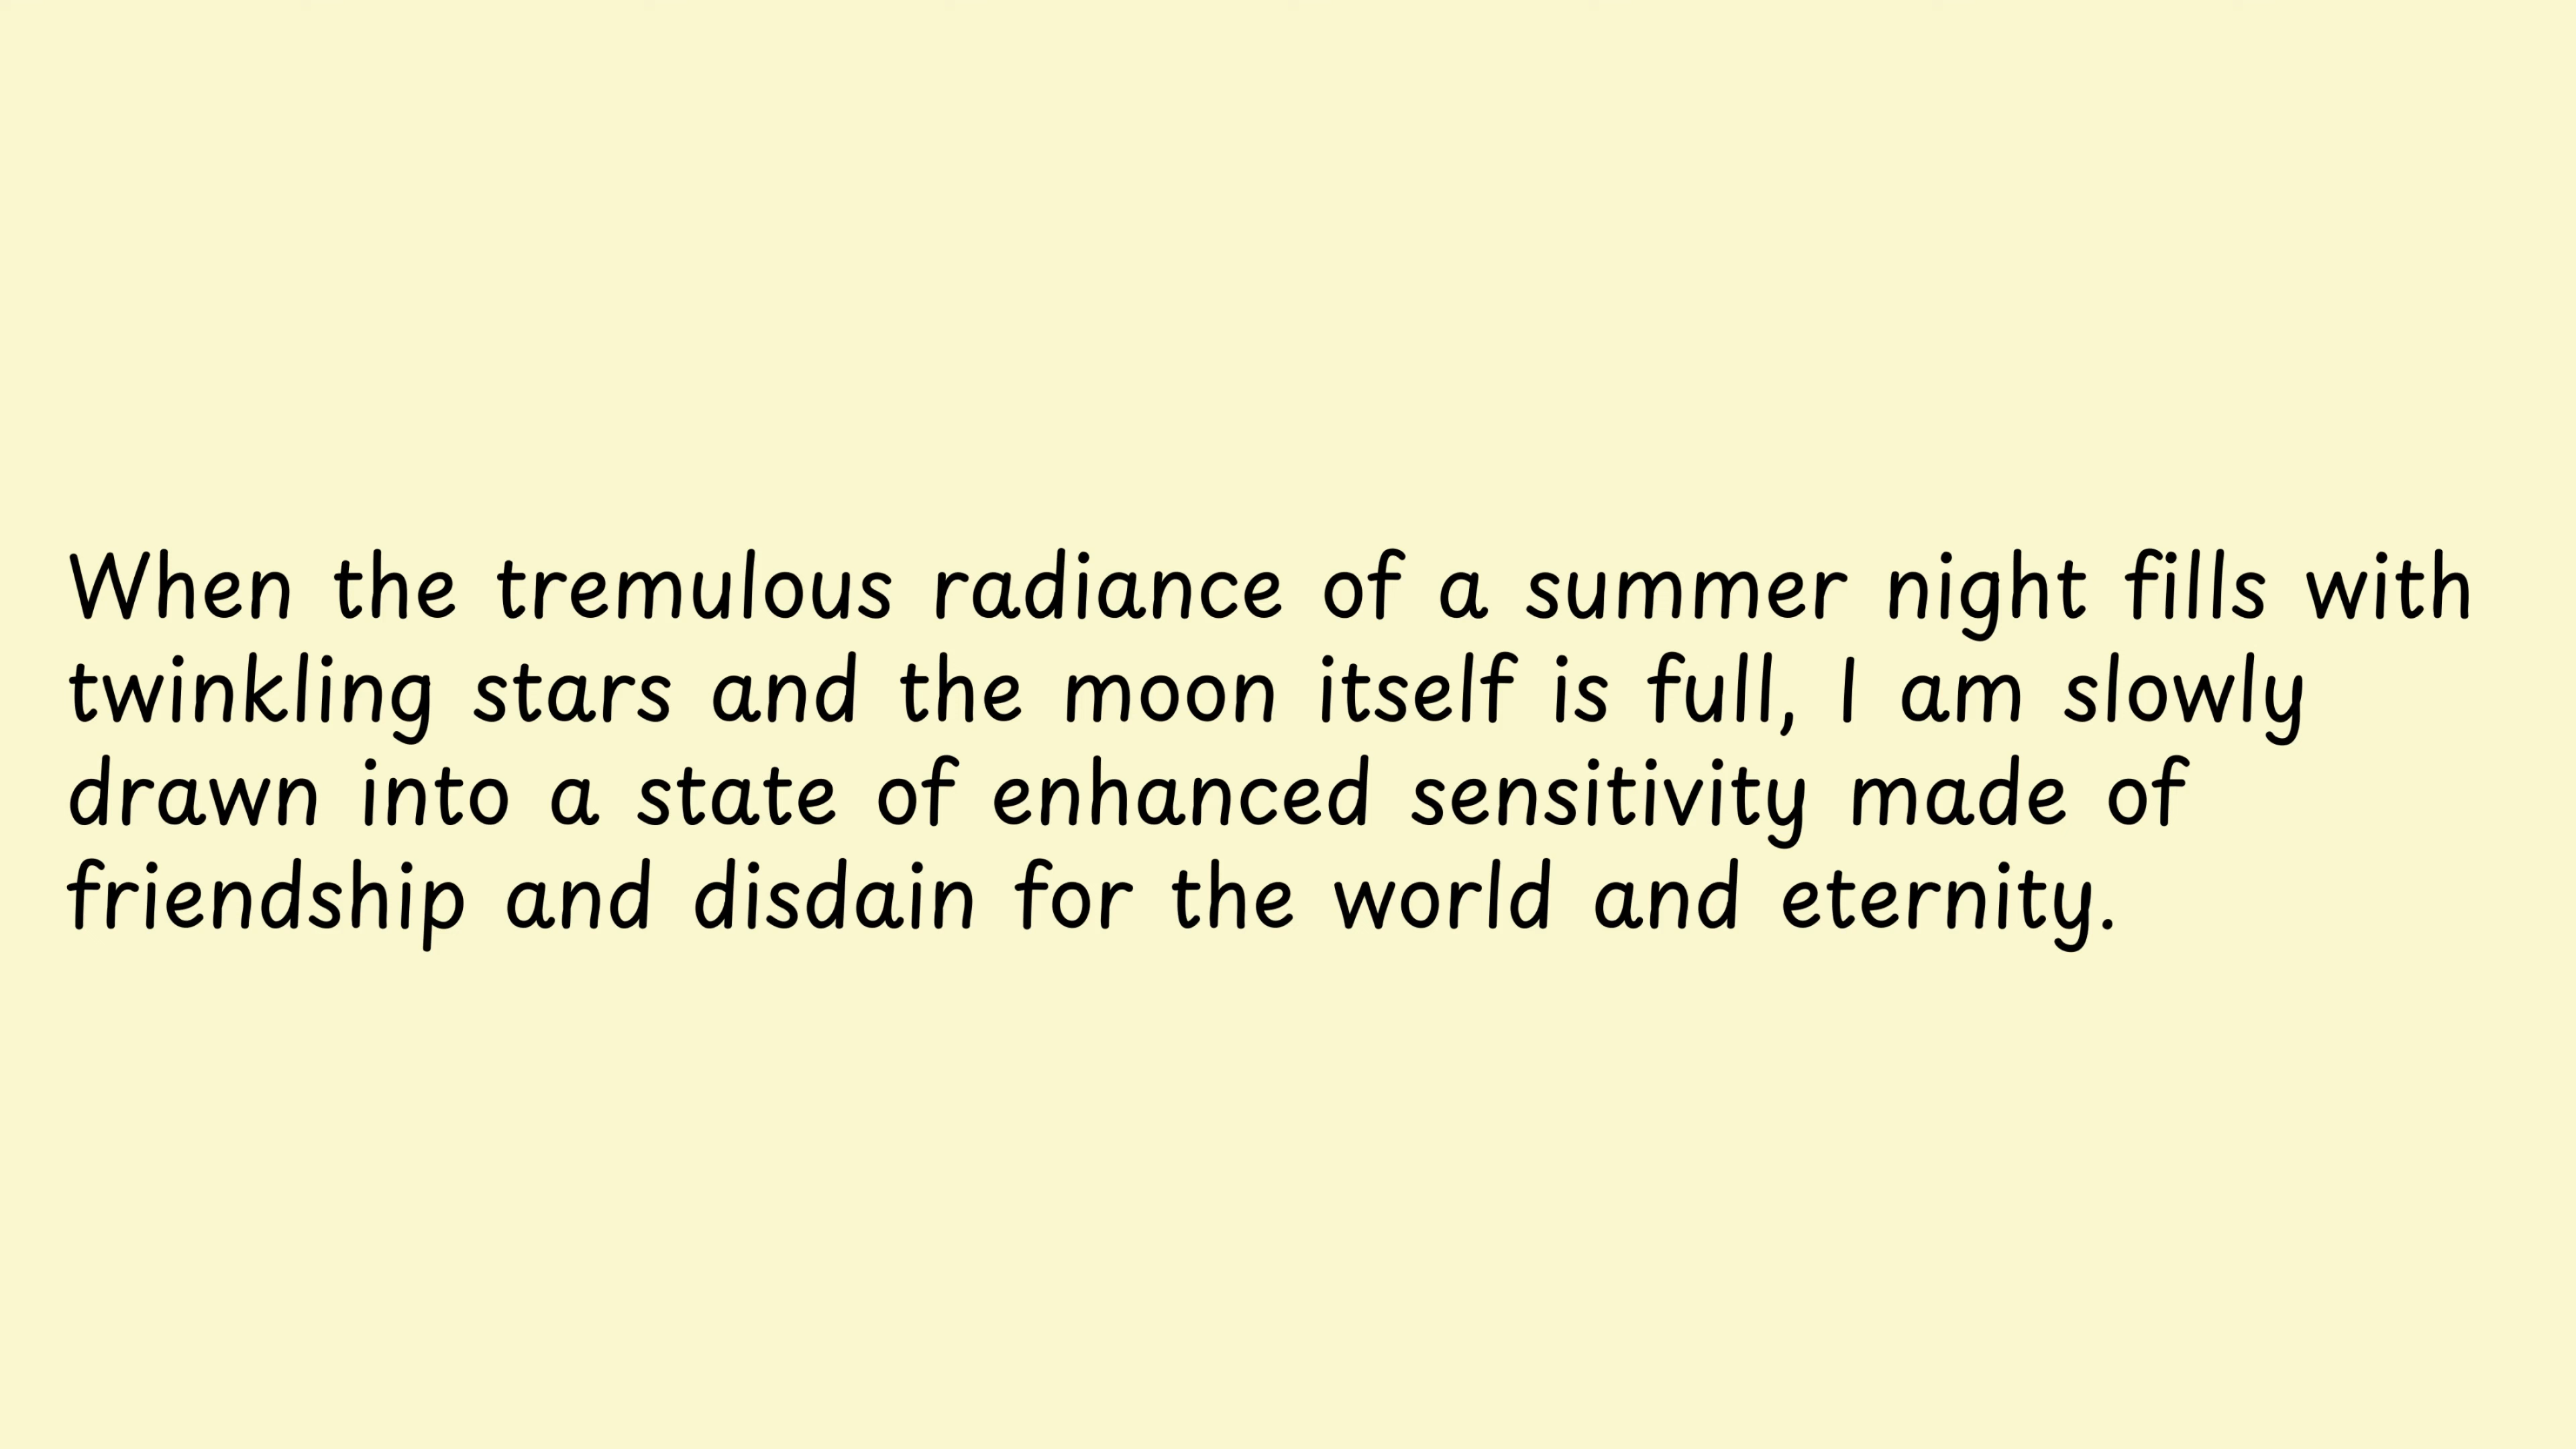 When the tremulous radiance of a summer night fills with
twinkling stars and the moon itself is full, I am slowly
drawn into a state of enhanced sensitivity made of
friendship and disdain for the world and eternity.